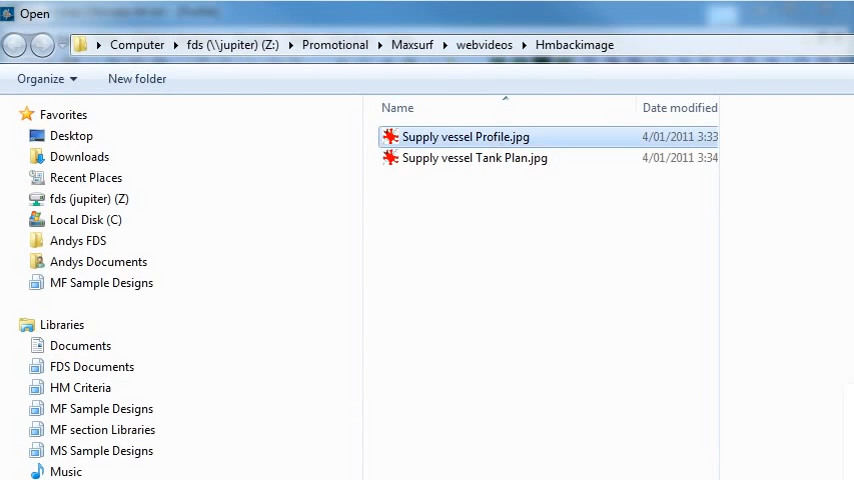 Open
Computer fds (\\jupiter) (Z:) Promotional Maxsurf webvideos Hmbackimage
Organize New folder
Favorites
Desktop
Downloads
Recent Places
fds (jupiter) (Z)
Local Disk (C)
Andys FDS
Andys Documents
MF Sample Designs
Libraries
Documents
FDS Documents
HM Criteria
MF Sample Designs
MF section Libraries
MS Sample Designs
Music
Name Date modified
Supply vessel Profile.jpg 4/01/2011 3:33
Supply vessel Tank Plan.jpg 4/01/2011 3:34